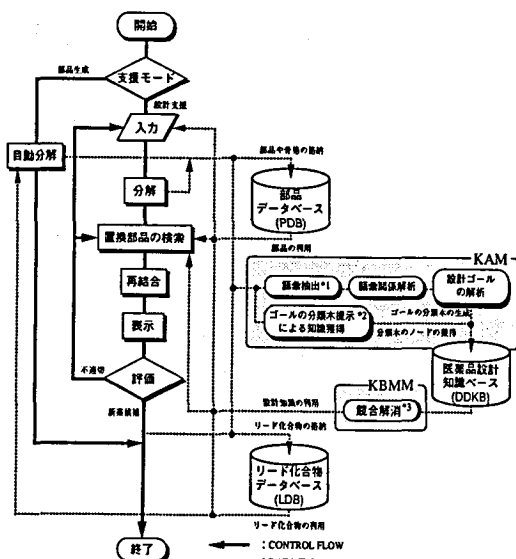 開始
部品生成
支援モード
設計支援
入力
自動分解
部品や骨格の格納
分解
部品
データベース
(PDB)
置換部品の検索
部品の利用
KAM
再結合
語彙抽出*1
語彙関係解析
設計ゴール
の解析
ゴールの分類木の生成
ゴールの分類木提示*2
による知識獲得
分類木のノードの獲得
表示
不適切
評価
医薬品設計
知識ベース
(DDKB)
KBMM
設計知識の利用
競合解消*3
新薬候補
リード化合物の格納
リード化合物
データベース
(LDB)
リード化合物の利用
終了
: CONTROL FLOW